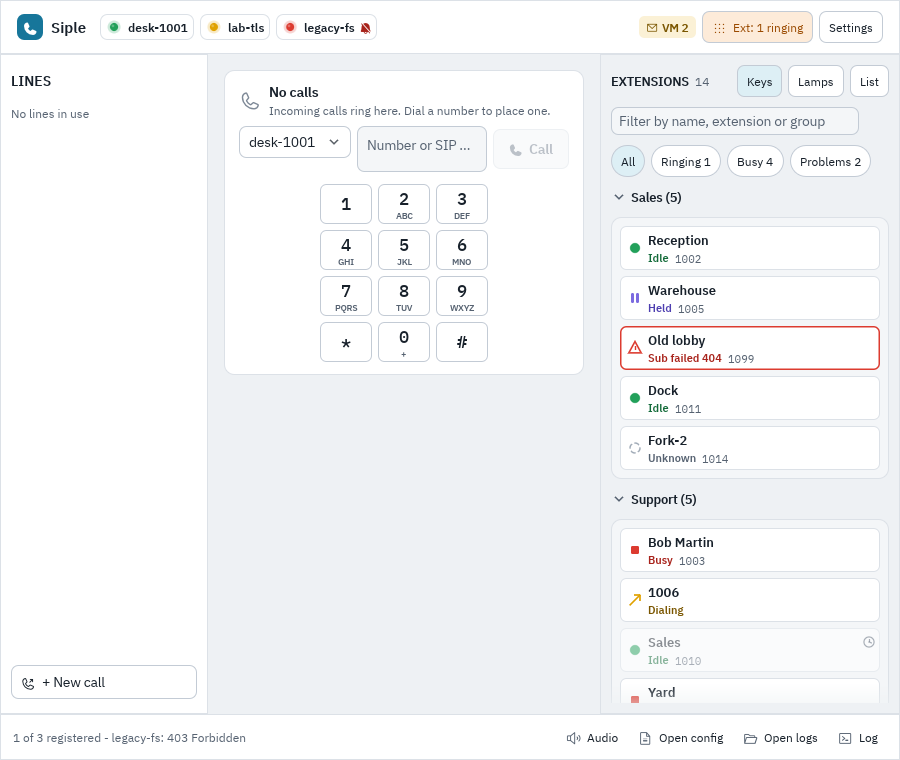 Siple
desk-1001
lab-tls
legacy-fs
VM 2
Ext: 1 ringing
Settings
LINES
No lines in use
+ New call
No calls
Incoming calls ring here. Dial a number to place one.
desk-1001
Number or SIP ...
Call
1
2
ABC
3
DEF
4
GHI
5
JKL
6
MNO
7
PQRS
8
TUV
9
WXYZ
*
0
+
#
EXTENSIONS 14
Keys
Lamps
List
Filter by name, extension or group
All
Ringing 1
Busy 4
Problems 2
Sales (5)
Reception
Idle 1002
Warehouse
Held 1005
Old lobby
Sub failed 404 1099
Dock
Idle 1011
Fork-2
Unknown 1014
Support (5)
Bob Martin
Busy 1003
1006
Dialing
Sales
Idle 1010
Yard
1 of 3 registered - legacy-fs: 403 Forbidden
Audio
Open config
Open logs
Log